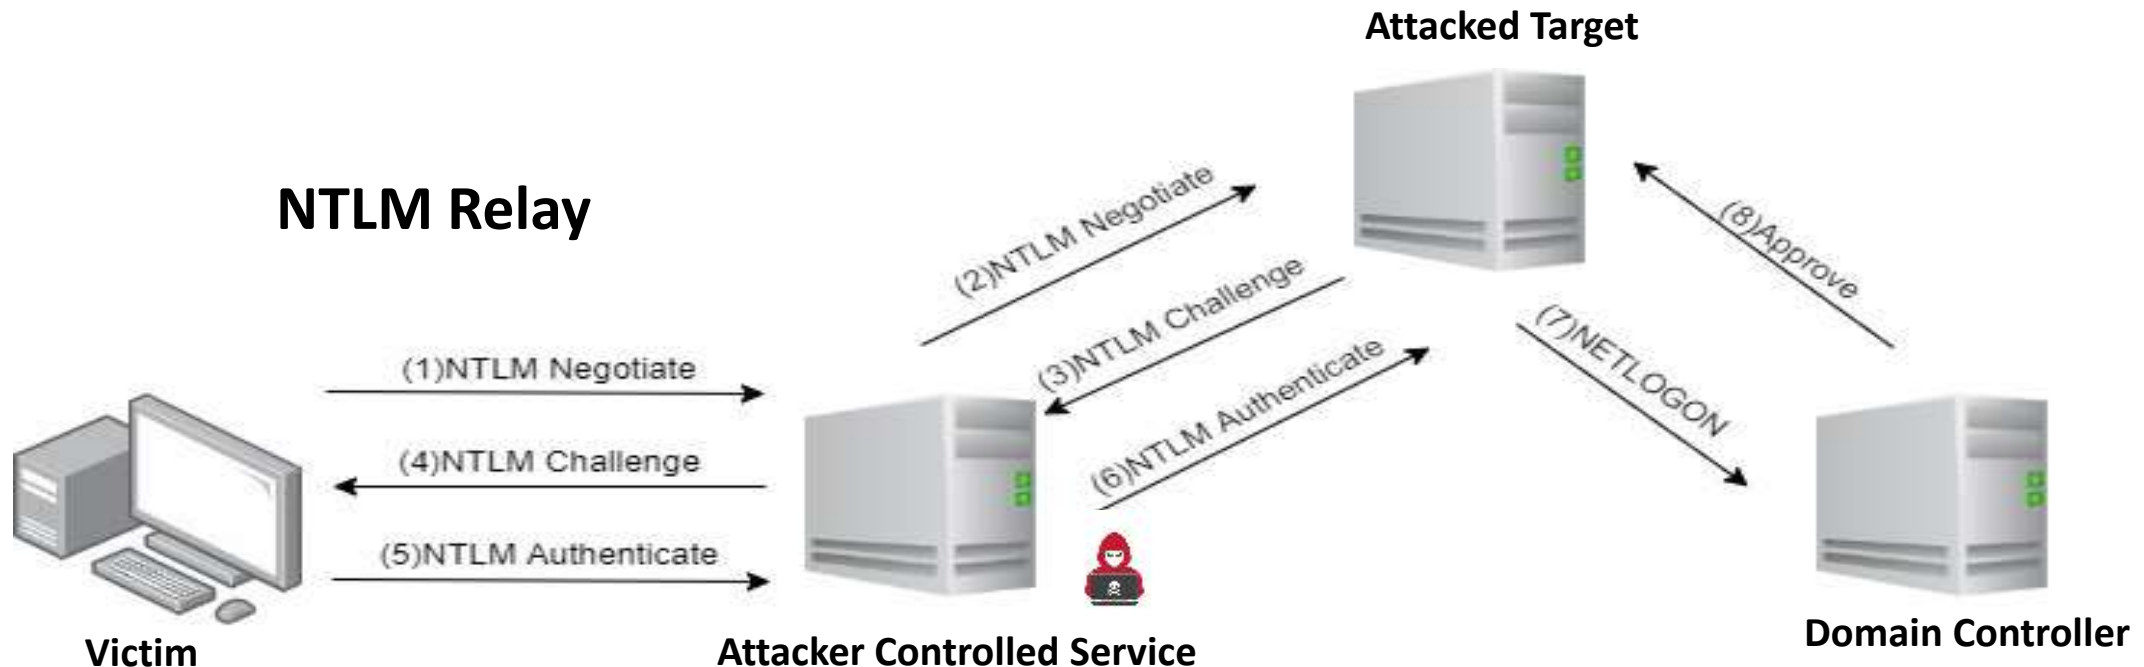 Attacked Target
NTLM Relay
(1)NTLM Negotiate
(2)NTLM Negotiate
(3)NTLM Challenge
(4)NTLM Challenge
(5)NTLM Authenticate
(6)NTLM Authenticate
(7)NETLOGON
(8)Approve
Victim
Attacker Controlled Service
Domain Controller